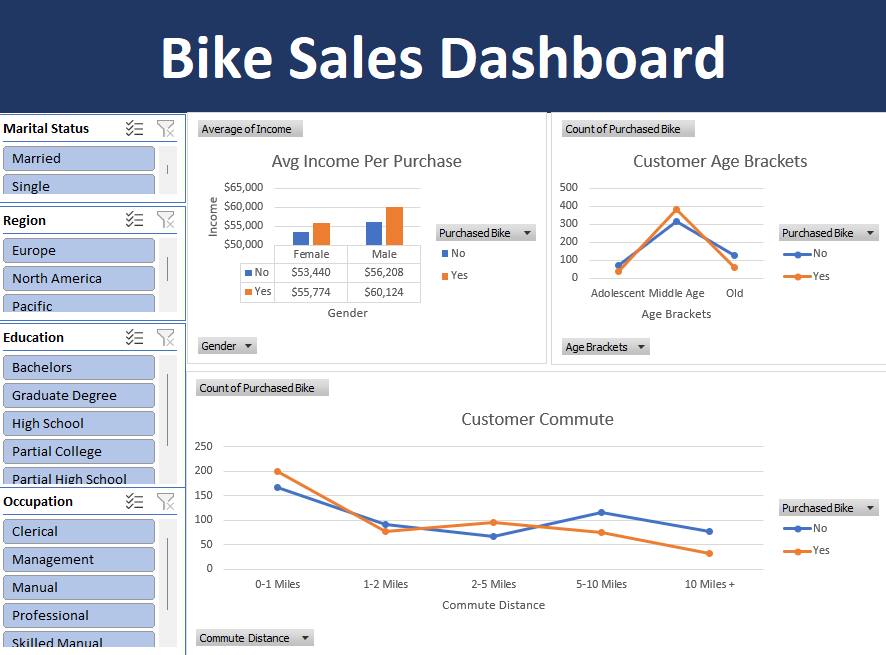 Bike Sales Dashboard
Marital Status
Married
Single
Region
Europe
North America
Pacific
Education
Bachelors
Graduate Degree
High School
Partial College
Partial High School
Occupation
Clerical
Management
Manual
Professional
Skilled Manual
Average of Income
Avg Income Per Purchase
Income
$65,000
$60,000
$55,000
$50,000
Female Male
No $53,440 $56,208
Yes $55,774 $60,124
Gender
Purchased Bike
No
Yes
Gender
Count of Purchased Bike
Customer Age Brackets
500
400
300
200
100
0
Adolescent Middle Age Old
Age Brackets
Purchased Bike
No
Yes
Age Brackets
Count of Purchased Bike
Customer Commute
250
200
150
100
50
0
0-1 Miles 1-2 Miles 2-5 Miles 5-10 Miles 10 Miles +
Commute Distance
Purchased Bike
No
Yes
Commute Distance